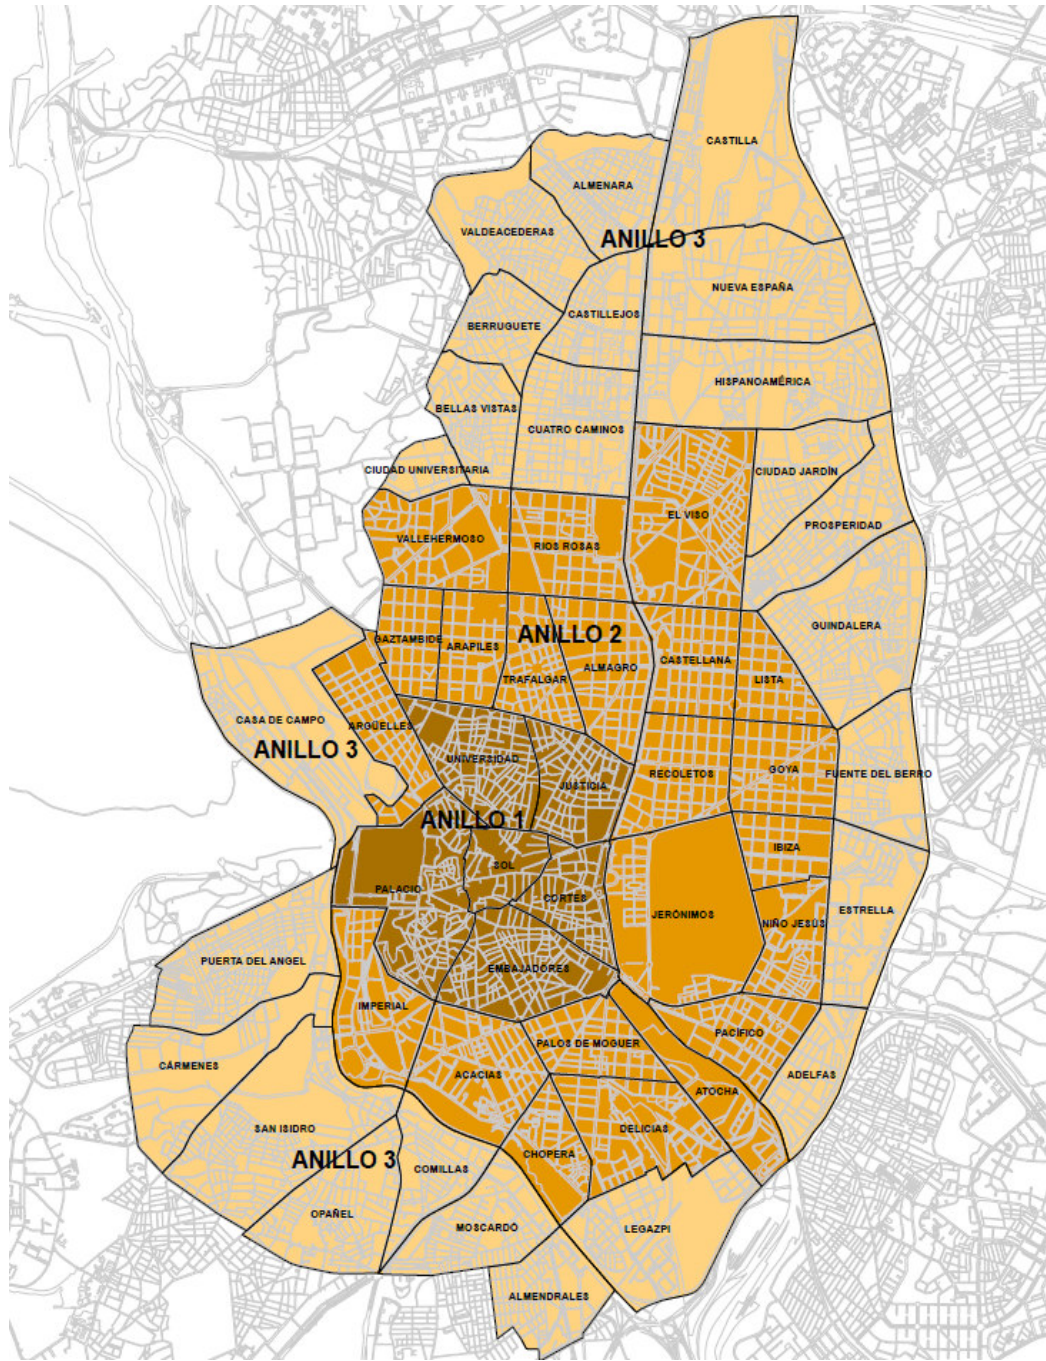 CASTILLA
ALMENARA
VALDEACEDERAS
ANILLO 3
NUEVA ESPAÑA
CASTILLEJOS
BERRUGUETE
HISPANOAMÉRICA
BELLAS VISTAS
CUATRO CAMINOS
CIUDAD UNIVERSITARIA
CIUDAD JARDÍN
EL VISO
PROSPERIDAD
VALLEHERMOSO
RIOS ROSAS
GUINDALERA
ANILLO 2
GAZTAMBIDE
ARAPILES
CASTELLANA
ALMAGRO
TRAFALGAR
LISTA
CASA DE CAMPO
ARGÜELLES
ANILLO 3
UNIVERSIDAD
JUSTICIA
RECOLETOS
GOYA
FUENTE DEL BERRO
ANILLO 1
IBIZA
SOL
PALACIO
CORTES
JERÓNIMOS
NIÑO JESÚS
ESTRELLA
PUERTA DEL ANGEL
EMBAJADORES
IMPERIAL
PACÍFICO
PALOS DE MOGUER
CÁRMENES
ACACIAS
ADELFAS
ATOCHA
SAN ISIDRO
DELICIAS
CHOPERA
ANILLO 3
COMILLAS
OPAÑEL
MOSCARDÓ
LEGAZPI
ALMENDRALES